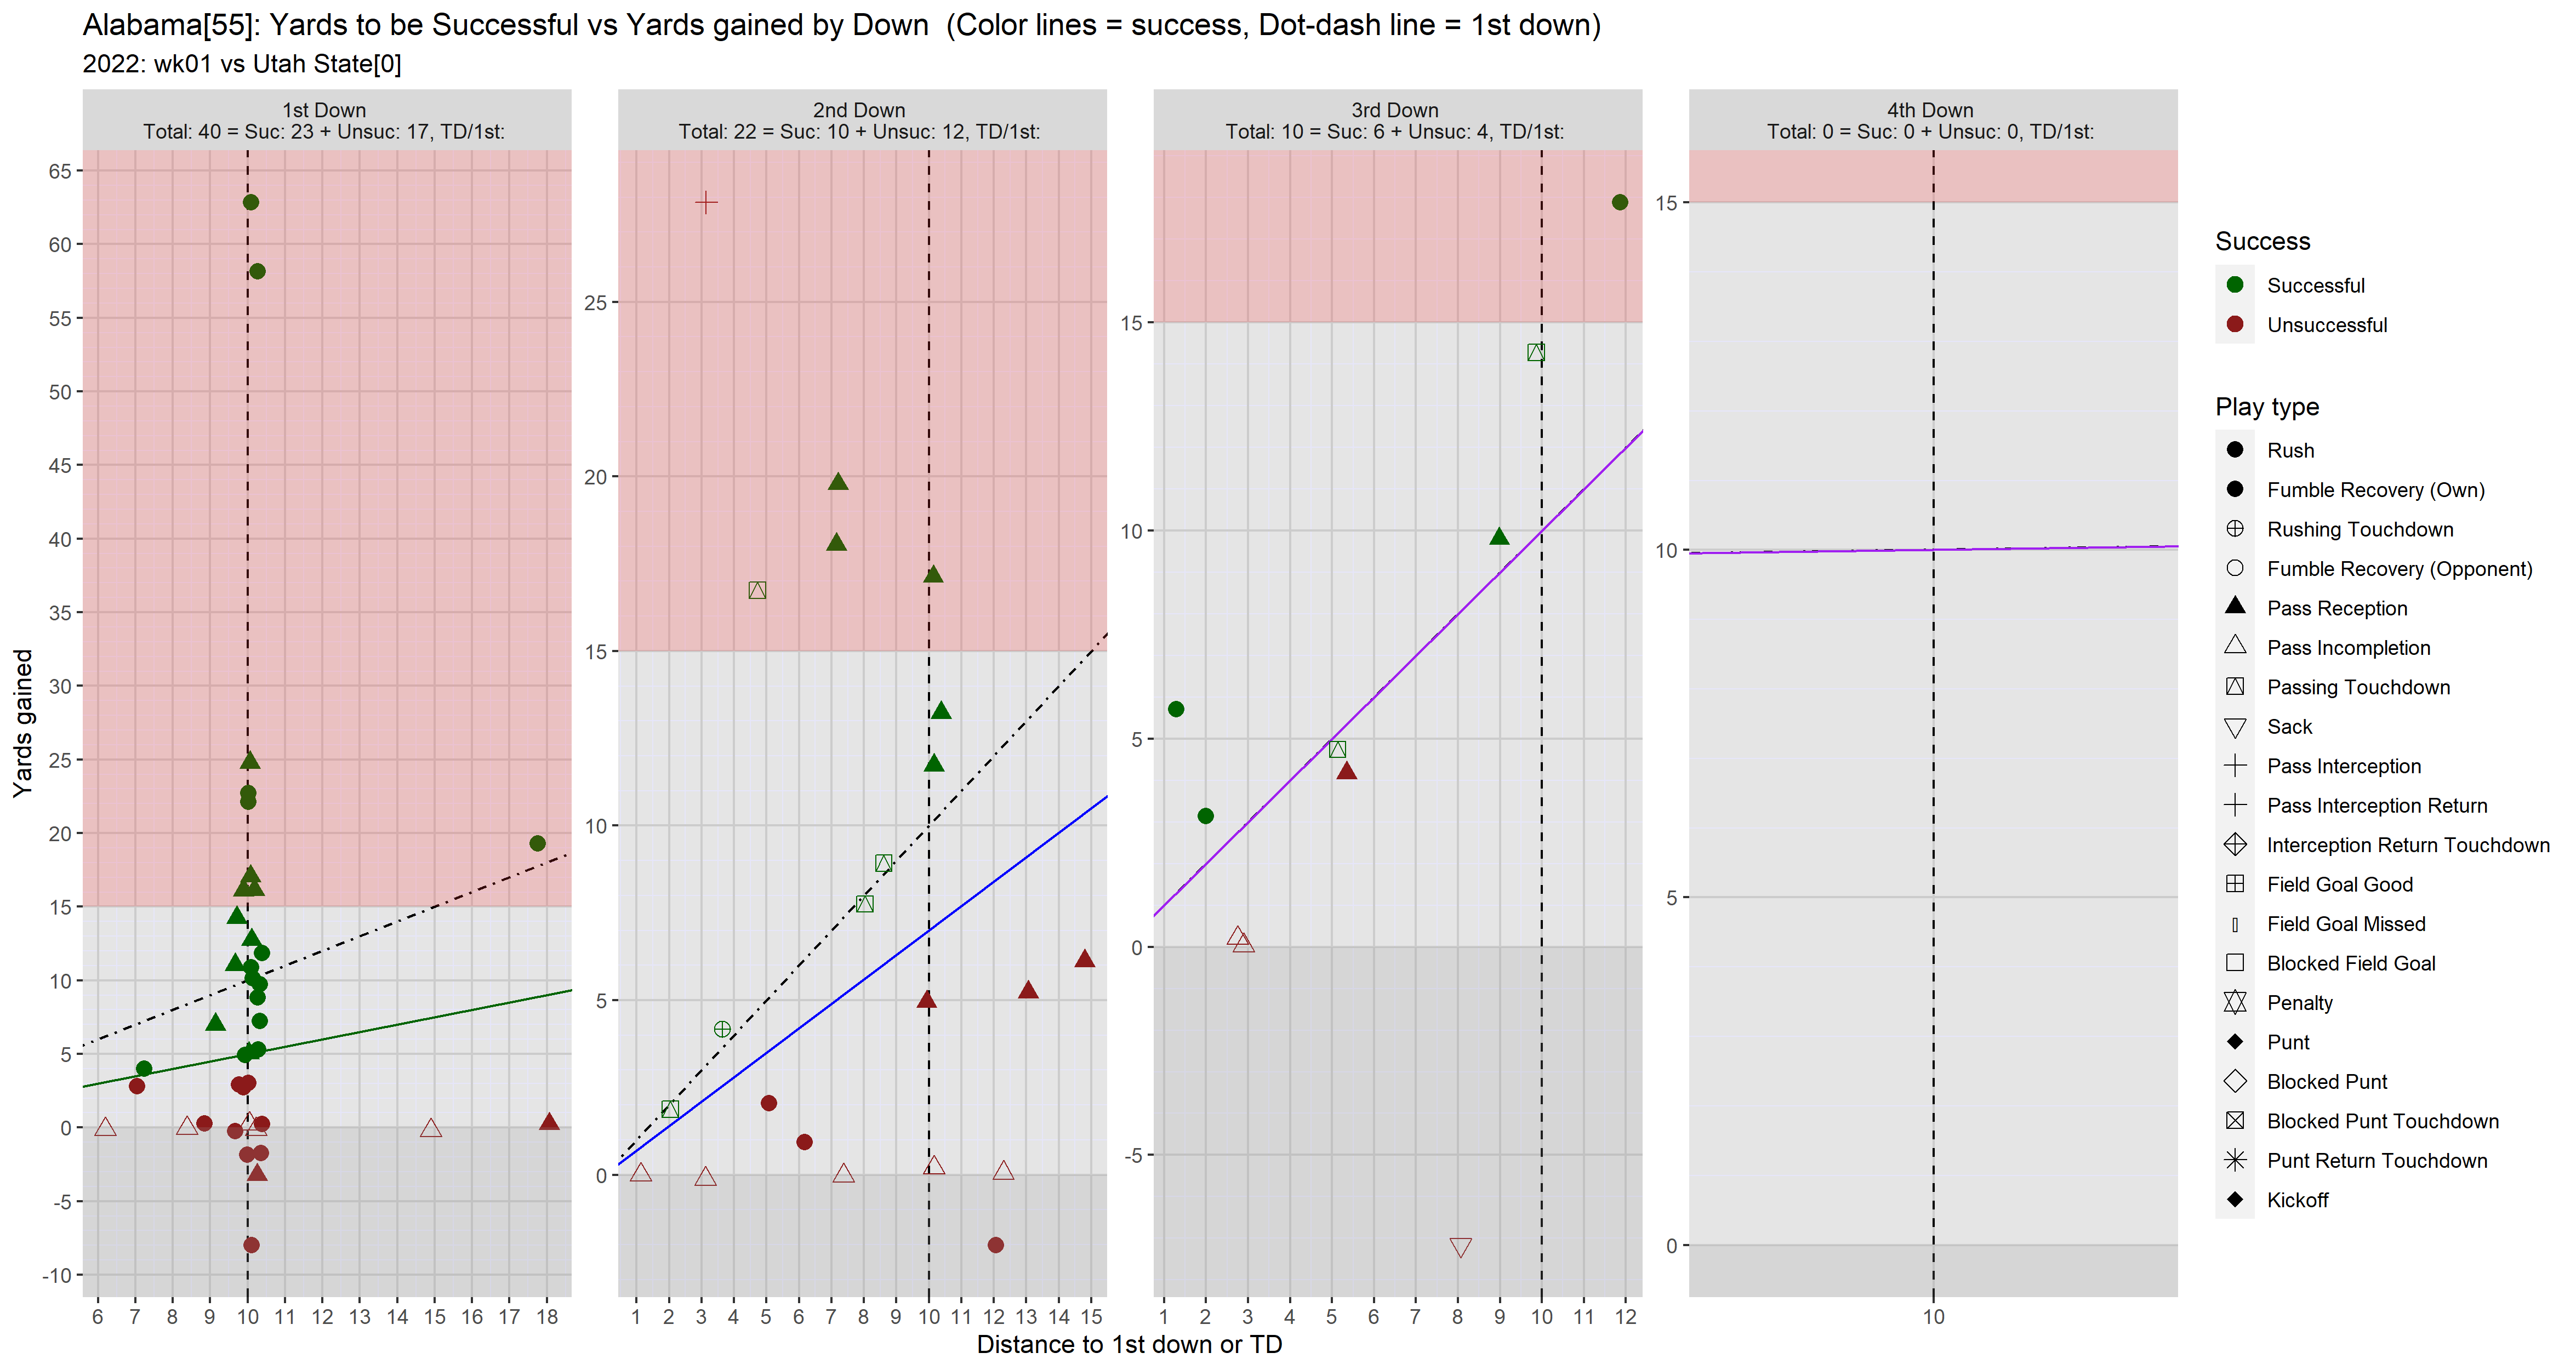 Alabama[55]: Yards to be Successful vs Yards gained by Down  (Color lines = success, Dot-dash line = 1st down)
2022: wk01 vs Utah State[0]
1st Down
Total: 40 = Suc: 23 + Unsuc: 17, TD/1st:
2nd Down
Total: 22 = Suc: 10 + Unsuc: 12, TD/1st:
3rd Down
Total: 10 = Suc: 6 + Unsuc: 4, TD/1st:
4th Down
Total: 0 = Suc: 0 + Unsuc: 0, TD/1st:
Yards gained
65
60
55
50
45
40
35
30
25
20
15
10
5
0
-5
-10
6 7 8 9 10 11 12 13 14 15 16 17 18
25
20
15
10
5
0
1 2 3 4 5 6 7 8 9 10 11 12 13 14 15
15
10
5
0
-5
1 2 3 4 5 6 7 8 9 10 11 12
15
10
5
0
10
Distance to 1st down or TD
Success
Successful
Unsuccessful
Play type
Rush
Fumble Recovery (Own)
Rushing Touchdown
Fumble Recovery (Opponent)
Pass Reception
Pass Incompletion
Passing Touchdown
Sack
Pass Interception
Pass Interception Return
Interception Return Touchdown
Field Goal Good
Field Goal Missed
Blocked Field Goal
Penalty
Punt
Blocked Punt
Blocked Punt Touchdown
Punt Return Touchdown
Kickoff